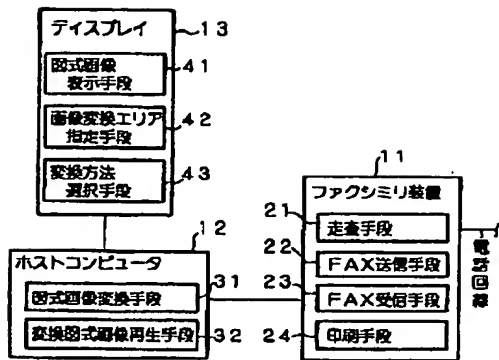 ディスプレイ
13
図式画像
表示手段
41
画像変換エリア
指定手段
42
変換方法
選択手段
43
12
ホストコンピュータ
図式画像変換手段
31
変換図式画像再生手段
32
11
ファクシミリ装置
21
走査手段
22
FAX送信手段
23
FAX受信手段
24
印刷手段
電話回線